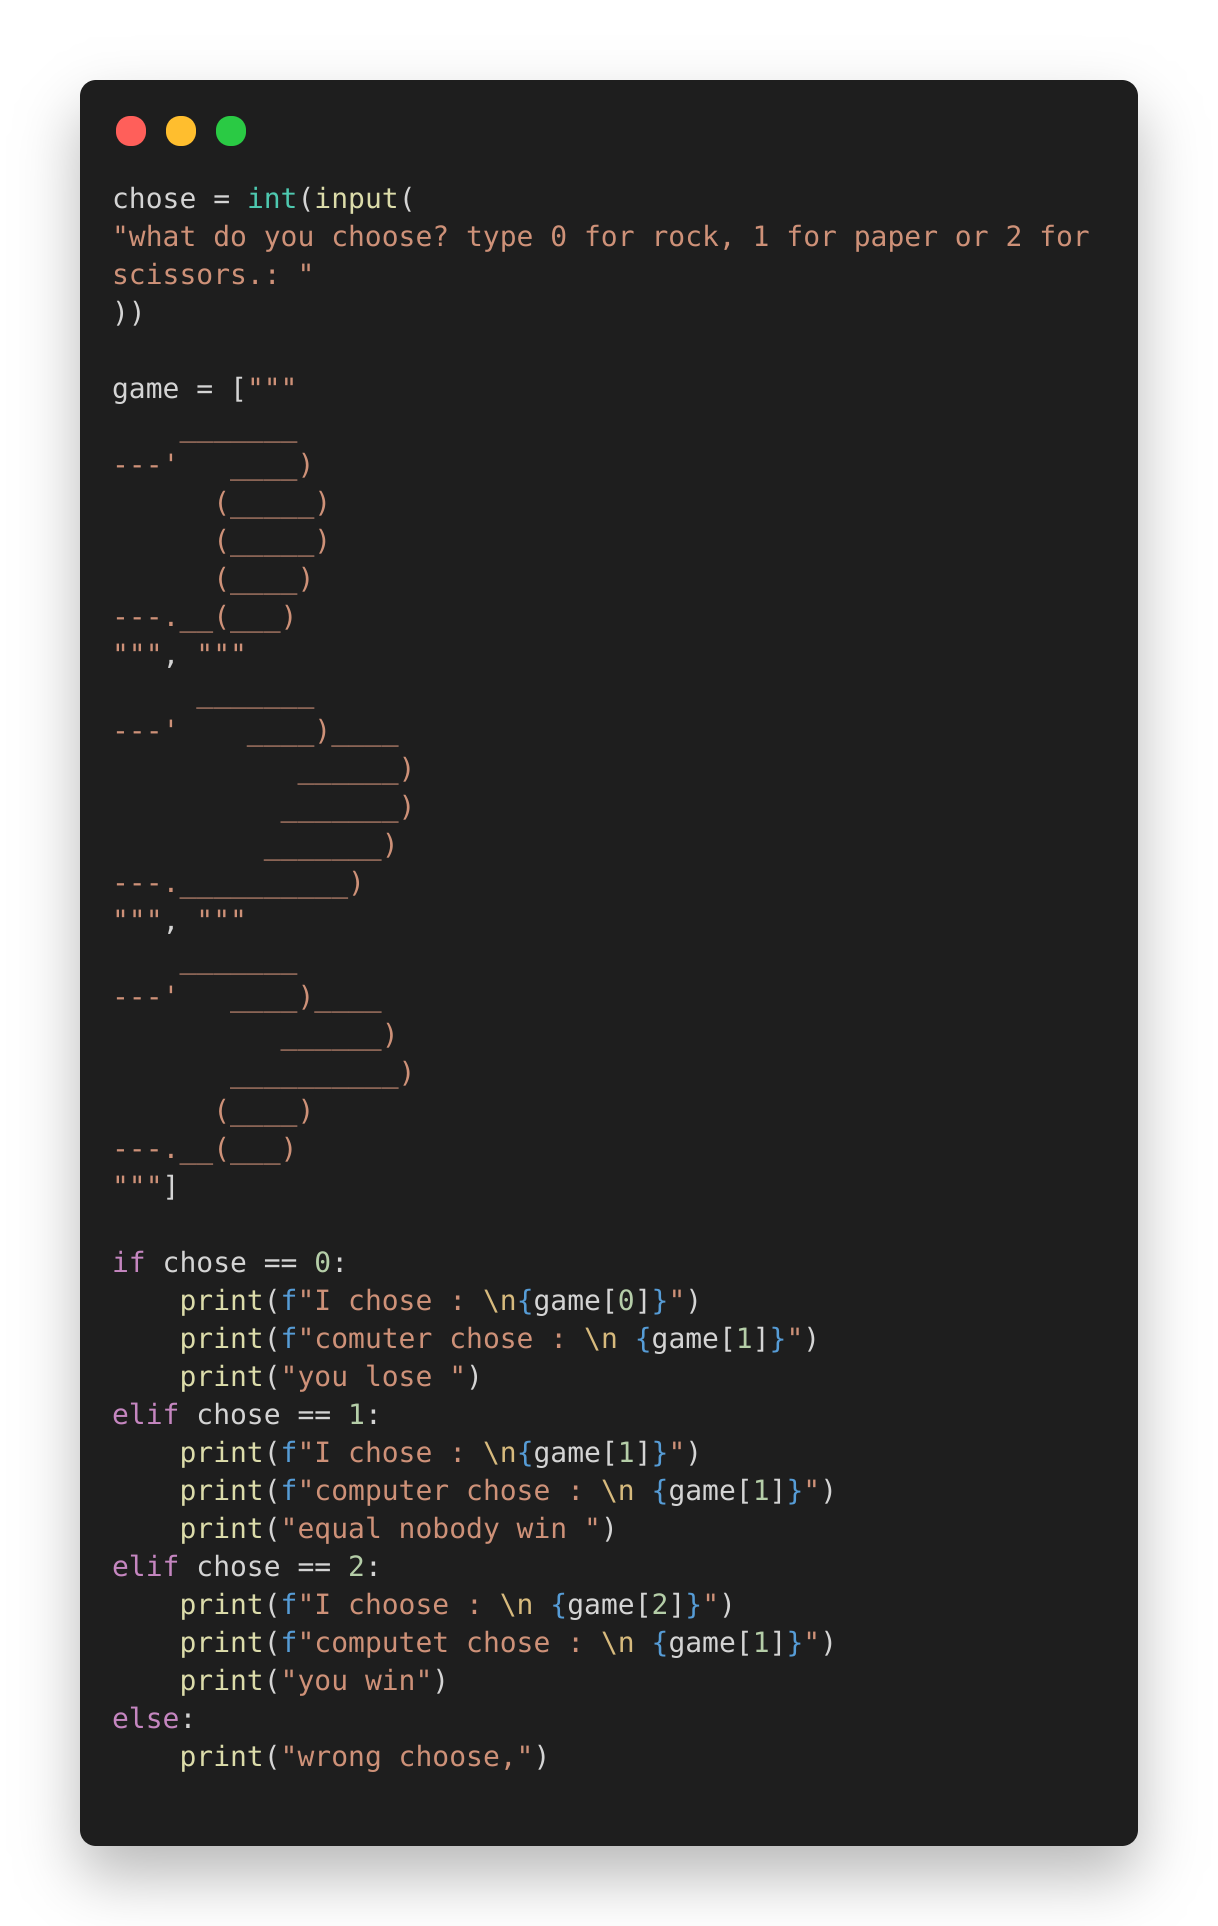 chose = int(input(
"what do you choose? type 0 for rock, 1 for paper or 2 for
scissors.: "
))

game = ["""
    _______
---'   ____)
      (_____)
      (_____)
      (____)
---.__(___)
""", """
     _______
---'    ____)____
           ______)
          _______)
         _______)
---.__________)
""", """
    _______
---'   ____)____
          ______)
       __________)
      (____)
---.__(___)
"""]

if chose == 0:
    print(f"I chose : \n{game[0]}")
    print(f"comuter chose : \n {game[1]}")
    print("you lose ")
elif chose == 1:
    print(f"I chose : \n{game[1]}")
    print(f"computer chose : \n {game[1]}")
    print("equal nobody win ")
elif chose == 2:
    print(f"I choose : \n {game[2]}")
    print(f"computet chose : \n {game[1]}")
    print("you win")
else:
    print("wrong choose,")